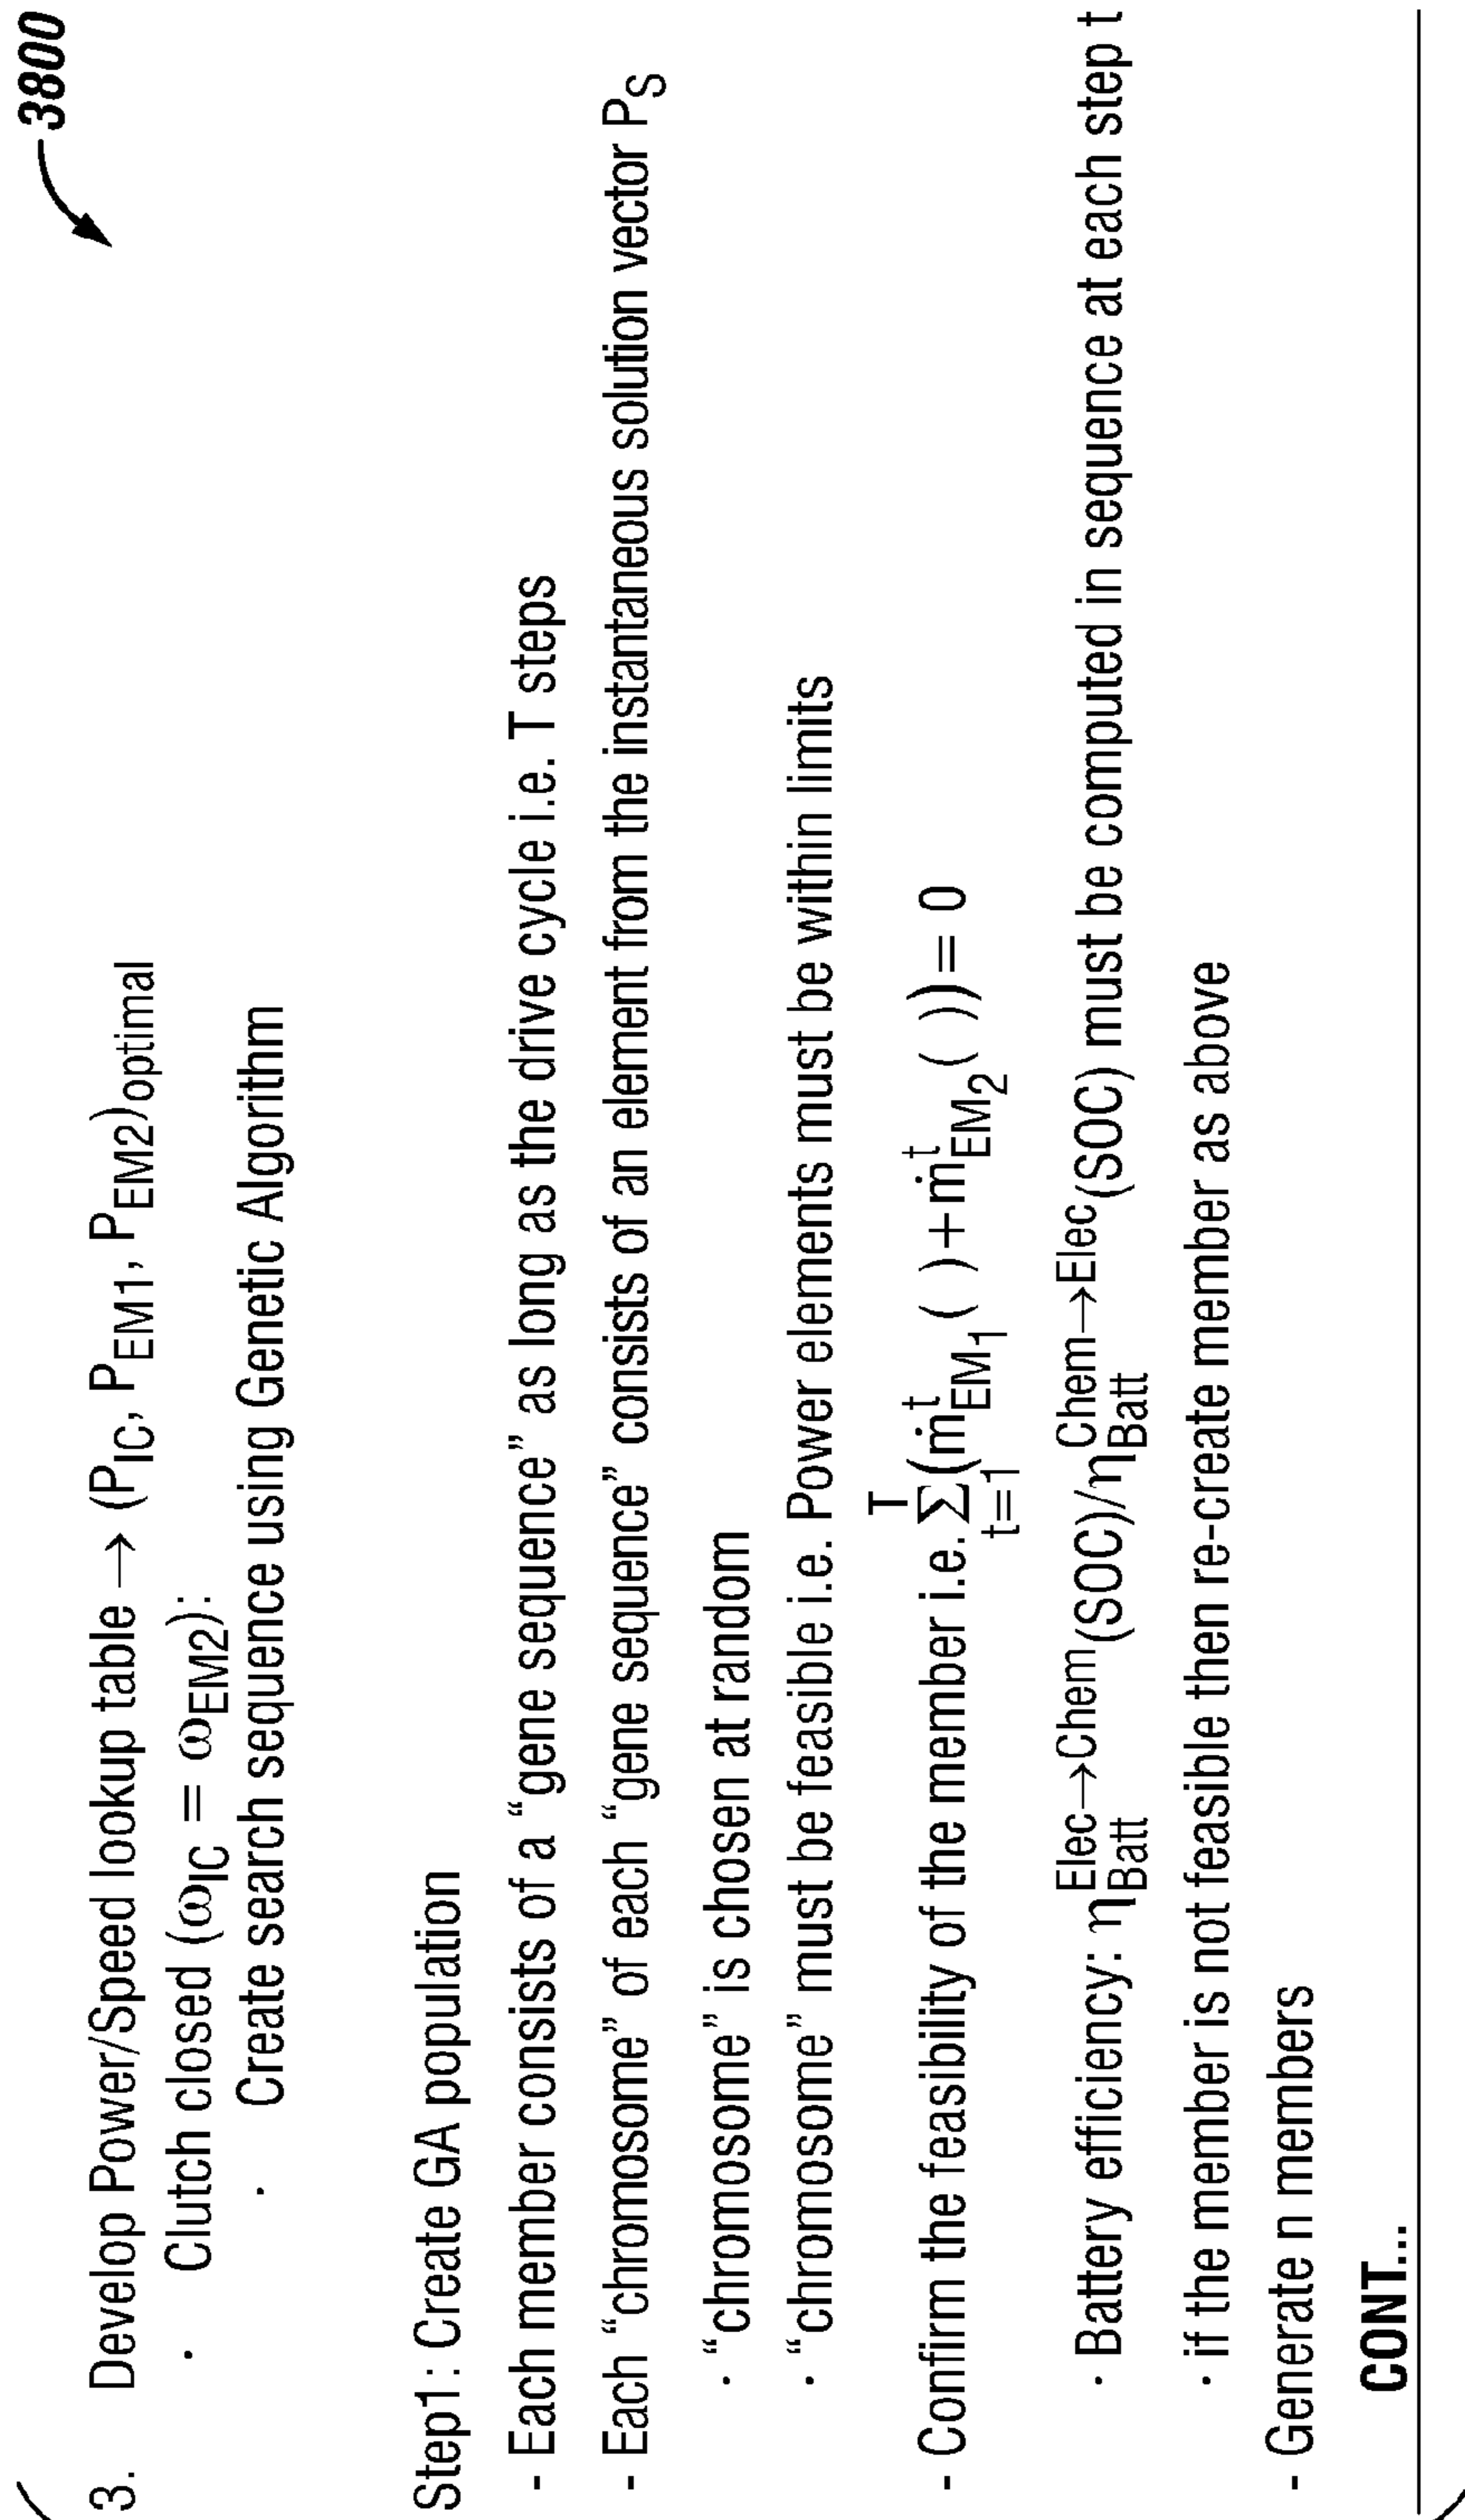 3800
3. Develop Power/Speed lookup table → (P_IC, P_EM1, P_EM2)_optimal
· Clutch closed (ω_IC = ω_EM2):
· Create search sequence using Genetic Algorithm
Step1: Create GA population
- Each member consists of a “gene sequence” as long as the drive cycle i.e. T steps
- Each “chromosome” of each “gene sequence” consists of an element from the instantaneous solution vector P_S
· “chromosome” is chosen at random
· “chromosome” must be feasible i.e. Power elements must be within limits
- Confirm the feasibility of the member i.e. ∑_{t=1}^{T} (ṁ_{EM_1}^t ( ) + ṁ_{EM_2}^t ( )) = 0
· Battery efficiency: η_Batt^{Elec→Chem} (SOC)/η_Batt^{Chem→Elec} (SOC) must be computed in sequence at each step t
· if the member is not feasible then re-create member as above
- Generate n members
CONT...